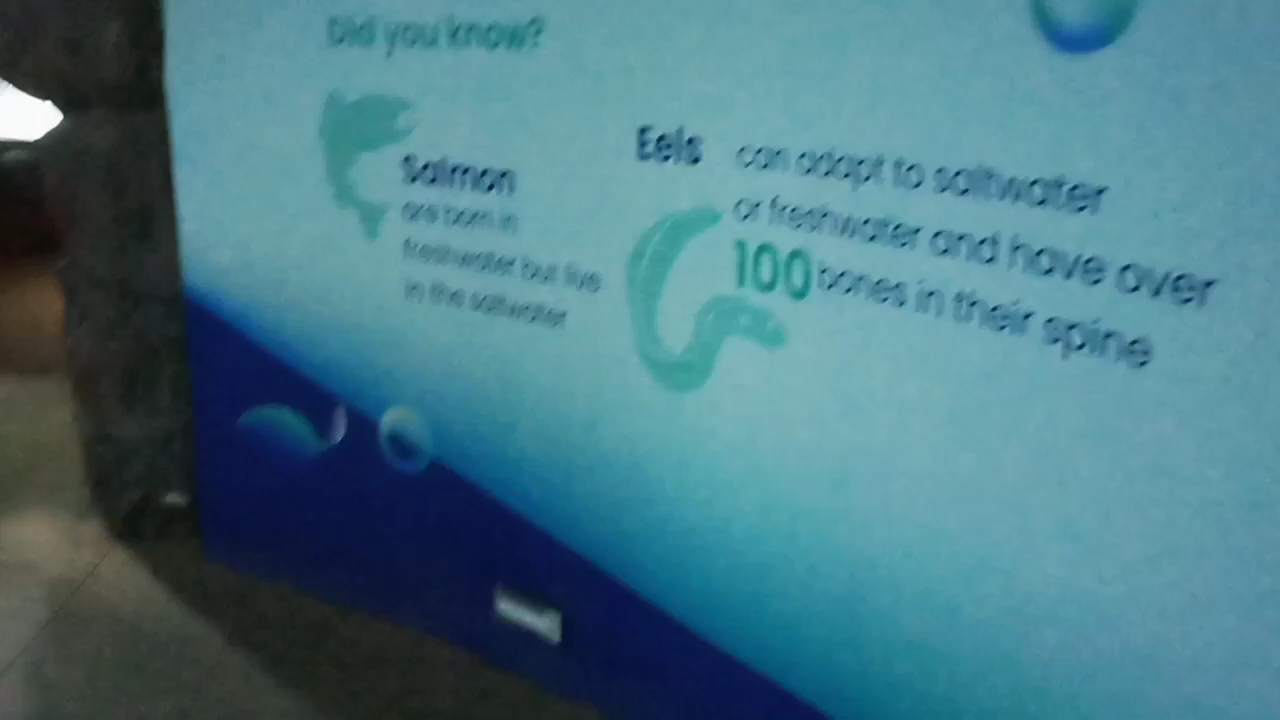 Did you know?
Salmon
are born in
freshwater but live
in the saltwater
Eels can adapt to saltwater
or freshwater and have over
100 bones in their spine